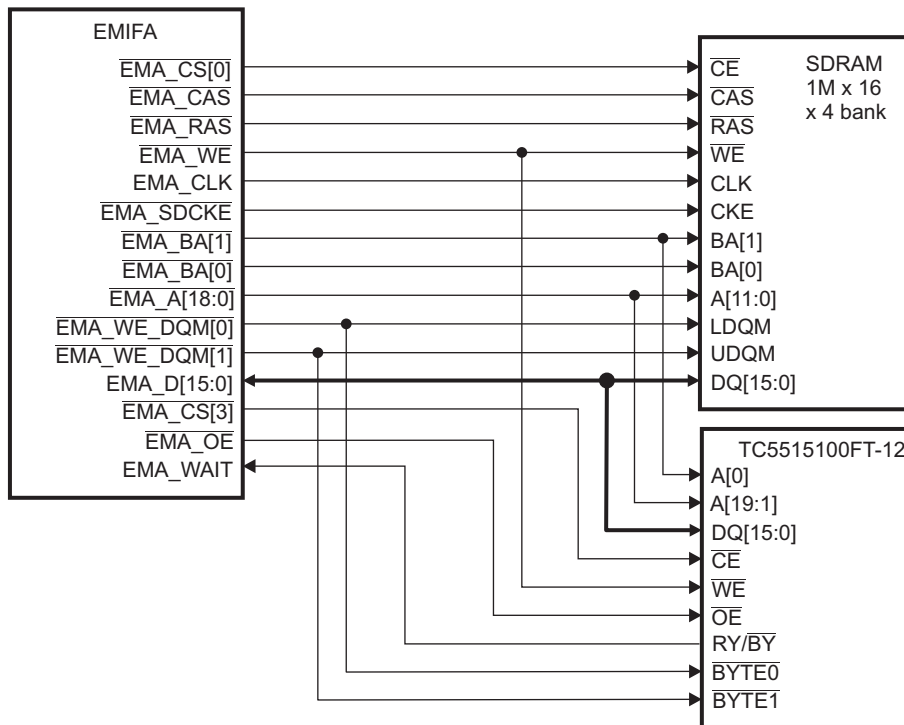 EMIFA
EMA_CS[0]
EMA_CAS
EMA_RAS
EMA_WE
EMA_CLK
EMA_SDCKE
EMA_BA[1]
EMA_BA[0]
EMA_A[18:0]
EMA_WE_DQM[0]
EMA_WE_DQM[1]
EMA_D[15:0]
EMA_CS[3]
EMA_OE
EMA_WAIT
SDRAM
1M x 16
x 4 bank
CE
CAS
RAS
WE
CLK
CKE
BA[1]
BA[0]
A[11:0]
LDQM
UDQM
DQ[15:0]
TC5515100FT-12
A[0]
A[19:1]
DQ[15:0]
CE
WE
OE
RY/BY
BYTE0
BYTE1